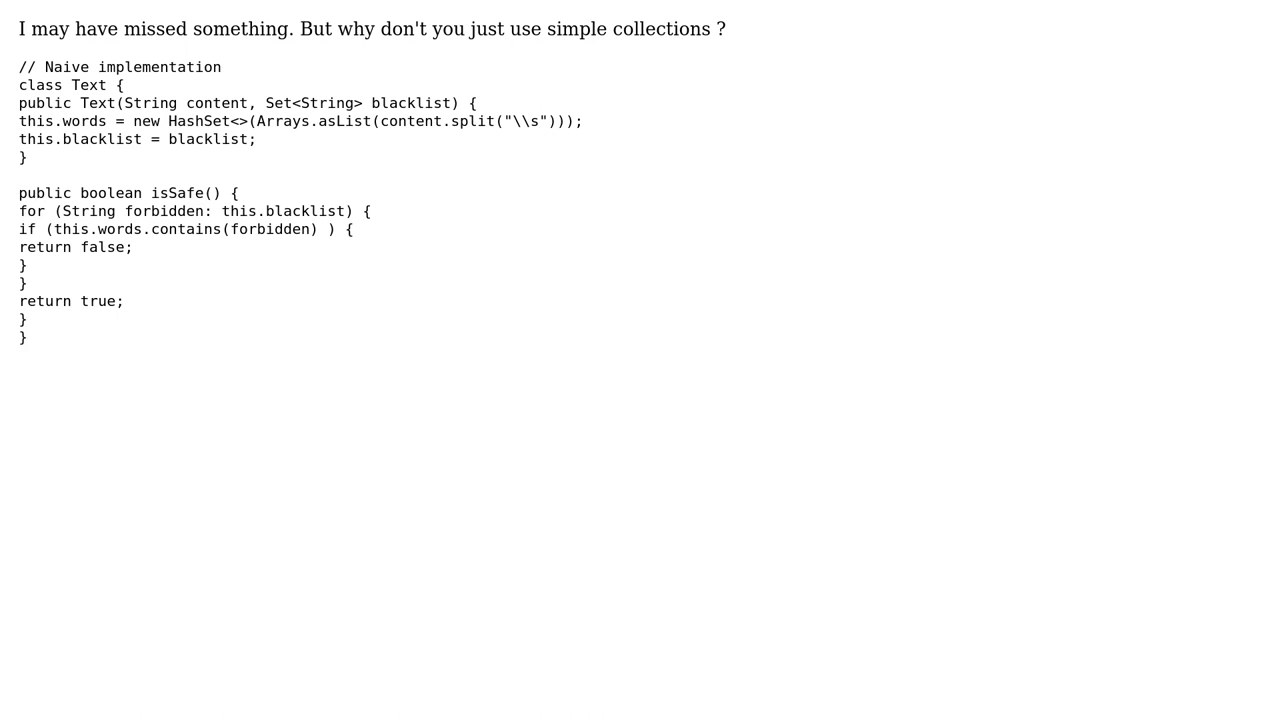 I may have missed something. But why don't you just use simple collections ?
// Naive implementation
class Text {
public Text(String content, Set<String> blacklist) {
this.words = new HashSet<>(Arrays.asList(content.split("\\s")));
this.blacklist = blacklist;
}
public boolean isSafe() {
for (String forbidden: this.blacklist) {
if (this.words.contains(forbidden) ) {
return false;
}
}
return true;
}
}